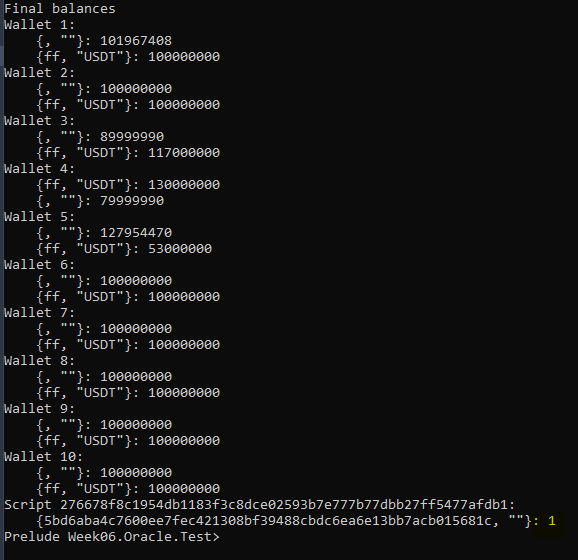 Final balances
Wallet 1:
{, ""}: 101967408
{ff, "USDT"}: 100000000
Wallet 2:
{, ""}: 100000000
{ff, "USDT"}: 100000000
Wallet 3:
{, ""}: 89999990
{ff, "USDT"}: 117000000
Wallet 4:
{ff, "USDT"}: 130000000
{, ""}: 79999990
Wallet 5:
{, ""}: 127954470
{ff, "USDT"}: 53000000
Wallet 6:
{, ""}: 100000000
{ff, "USDT"}: 100000000
Wallet 7:
{, ""}: 100000000
{ff, "USDT"}: 100000000
Wallet 8:
{, ""}: 100000000
{ff, "USDT"}: 100000000
Wallet 9:
{, ""}: 100000000
{ff, "USDT"}: 100000000
Wallet 10:
{, ""}: 100000000
{ff, "USDT"}: 100000000
Script 276678f8c1954db1183f3c8dce02593b7e777b77dbb27ff5477afdb1:
{5bd6aba4c7600ee7fec421308bf39488cbdc6ea6e13bb7acb015681c, ""}: 1
Prelude Week06.Oracle.Test>